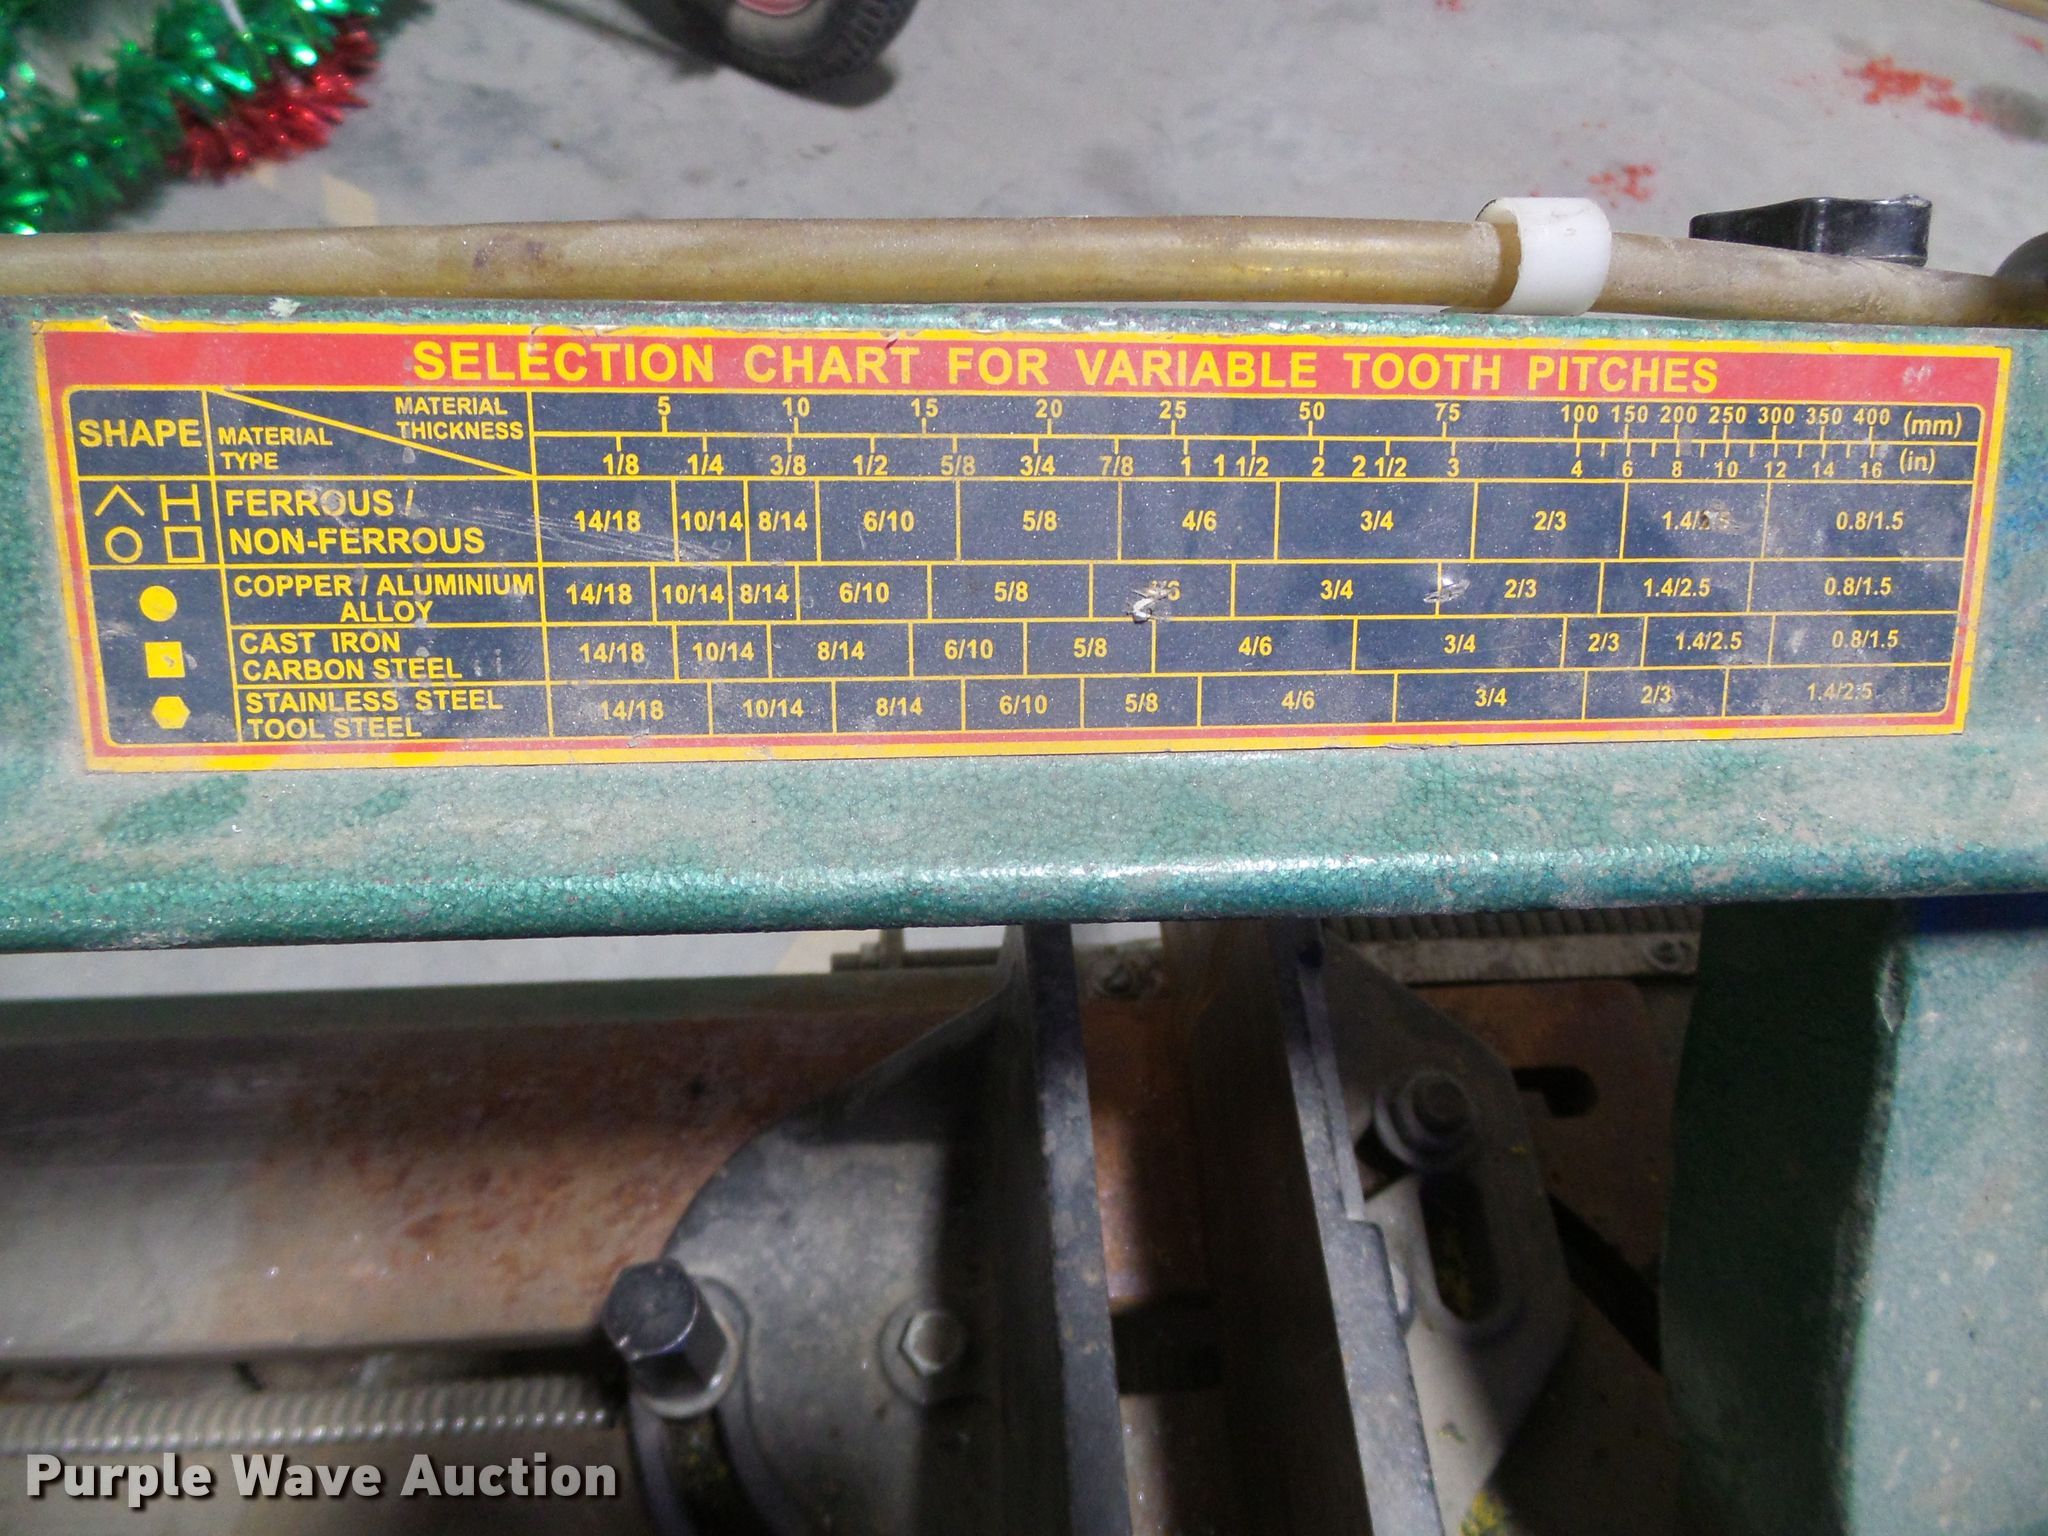 SELECTION CHART FOR VARIABLE TOOTH PITCHES
SHAPE MATERIAL TYPE MATERIAL THICKNESS
5 10 15 20 25 50 75 100 150 200 250 300 350 400 (mm)
1/8 1/4 3/8 1/2 5/8 3/4 7/8 1 1 1/2 2 2 1/2 3 4 6 8 10 12 14 16 (in)
FERROUS /
NON-FERROUS
14/18 10/14 8/14 6/10 5/8 4/6 3/4 2/3 1.4/2.5 0.8/1.5
COPPER / ALUMINIUM
ALLOY
14/18 10/14 8/14 6/10 5/8 3/4 2/3 1.4/2.5 0.8/1.5
CAST IRON
CARBON STEEL
14/18 10/14 8/14 6/10 5/8 4/6 3/4 2/3 1.4/2.5 0.8/1.5
STAINLESS STEEL
TOOL STEEL
14/18 10/14 8/14 6/10 5/8 4/6 3/4 2/3 1.4/2.5
Purple Wave Auction